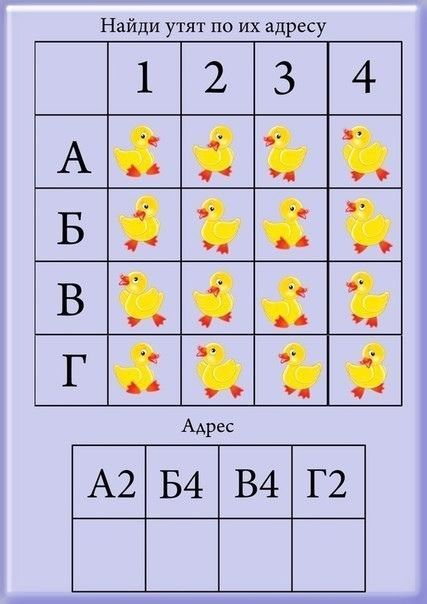 Найди утят по их адресу
1 2 3 4
А
Б
В
Г
Адрес
А2 Б4 В4 Г2